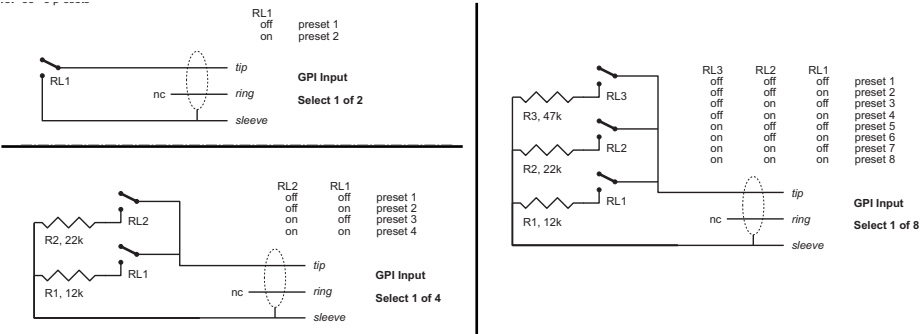 RL1
off preset 1
on preset 2
tip
RL1
GPI Input
nc ring
Select 1 of 2
sleeve
RL2 RL1
off off preset 1
off on preset 2
on off preset 3
on on preset 4
RL2
R2, 22k
tip
RL1
GPI Input
R1, 12k
nc ring
Select 1 of 4
sleeve
RL3 RL2 RL1
off off off preset 1
off off on preset 2
off on off preset 3
off on on preset 4
on off off preset 5
on off on preset 6
on on off preset 7
on on on preset 8
RL3
R3, 47k
RL2
R2, 22k
tip
RL1
GPI Input
R1, 12k
nc ring
Select 1 of 8
sleeve